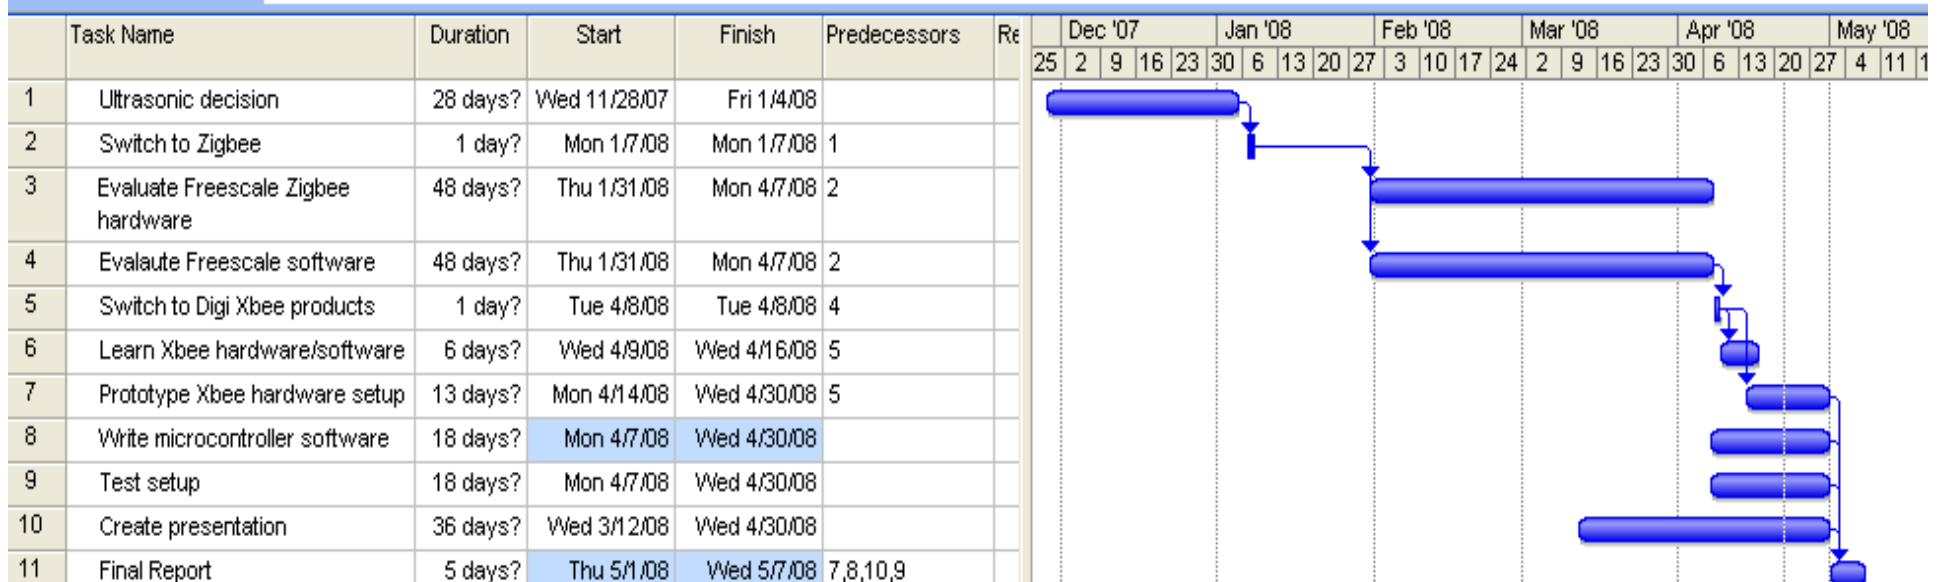 Task Name Duration Start Finish Predecessors Re Dec '07 Jan '08 Feb '08 Mar '08 Apr '08 May '08
25 2 9 16 23 30 6 13 20 27 3 10 17 24 2 9 16 23 30 6 13 20 27 4 11 1
1 Ultrasonic decision 28 days? Wed 11/28/07 Fri 1/4/08
2 Switch to Zigbee 1 day? Mon 1/7/08 Mon 1/7/08 1
3 Evaluate Freescale Zigbee 48 days? Thu 1/31/08 Mon 4/7/08 2
hardware
4 Evalaute Freescale software 48 days? Thu 1/31/08 Mon 4/7/08 2
5 Switch to Digi Xbee products 1 day? Tue 4/8/08 Tue 4/8/08 4
6 Learn Xbee hardware/software 6 days? Wed 4/9/08 Wed 4/16/08 5
7 Prototype Xbee hardware setup 13 days? Mon 4/14/08 Wed 4/30/08 5
8 Write microcontroller software 18 days? Mon 4/7/08 Wed 4/30/08
9 Test setup 18 days? Mon 4/7/08 Wed 4/30/08
10 Create presentation 36 days? Wed 3/12/08 Wed 4/30/08
11 Final Report 5 days? Thu 5/1/08 Wed 5/7/08 7,8,10,9